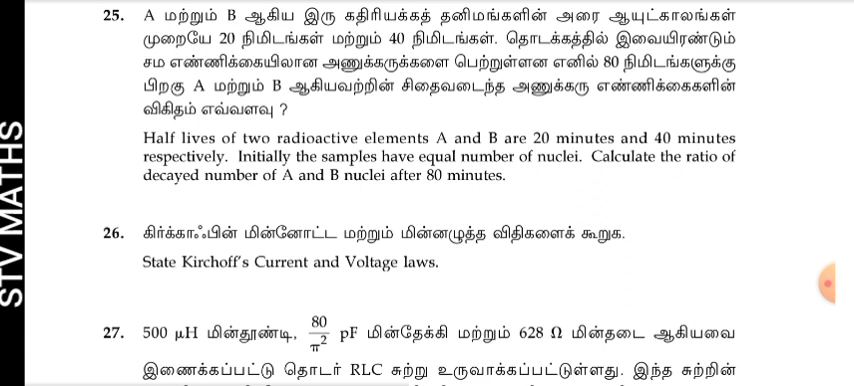 25. A மற்றும் B ஆகிய இரு கதிரியக்கத் தனிமங்களின் அரை ஆயுட்காலங்கள்
முறையே 20 நிமிடங்கள் மற்றும் 40 நிமிடங்கள். தொடக்கத்தில் இவையிரண்டும்
சம எண்ணிக்கையிலான அணுக்கருக்களை பெற்றுள்ளன எனில் 80 நிமிடங்களுக்கு
பிறகு A மற்றும் B ஆகியவற்றின் சிதைவடைந்த அணுக்கரு எண்ணிக்கைகளின்
விகிதம் எவ்வளவு ?
Half lives of two radioactive elements A and B are 20 minutes and 40 minutes
respectively. Initially the samples have equal number of nuclei. Calculate the ratio of
decayed number of A and B nuclei after 80 minutes.
26. கிர்க்காஃபின் மின்னோட்ட மற்றும் மின்னழுத்த விதிகளைக் கூறுக.
State Kirchoff's Current and Voltage laws.
27. 500 μH மின்தூண்டி, 80/π² pF மின்தேக்கி மற்றும் 628 Ω மின்தடை ஆகியவை
இணைக்கப்பட்டு தொடர் RLC சுற்று உருவாக்கப்பட்டுள்ளது. இந்த சுற்றின்
STV MATHS